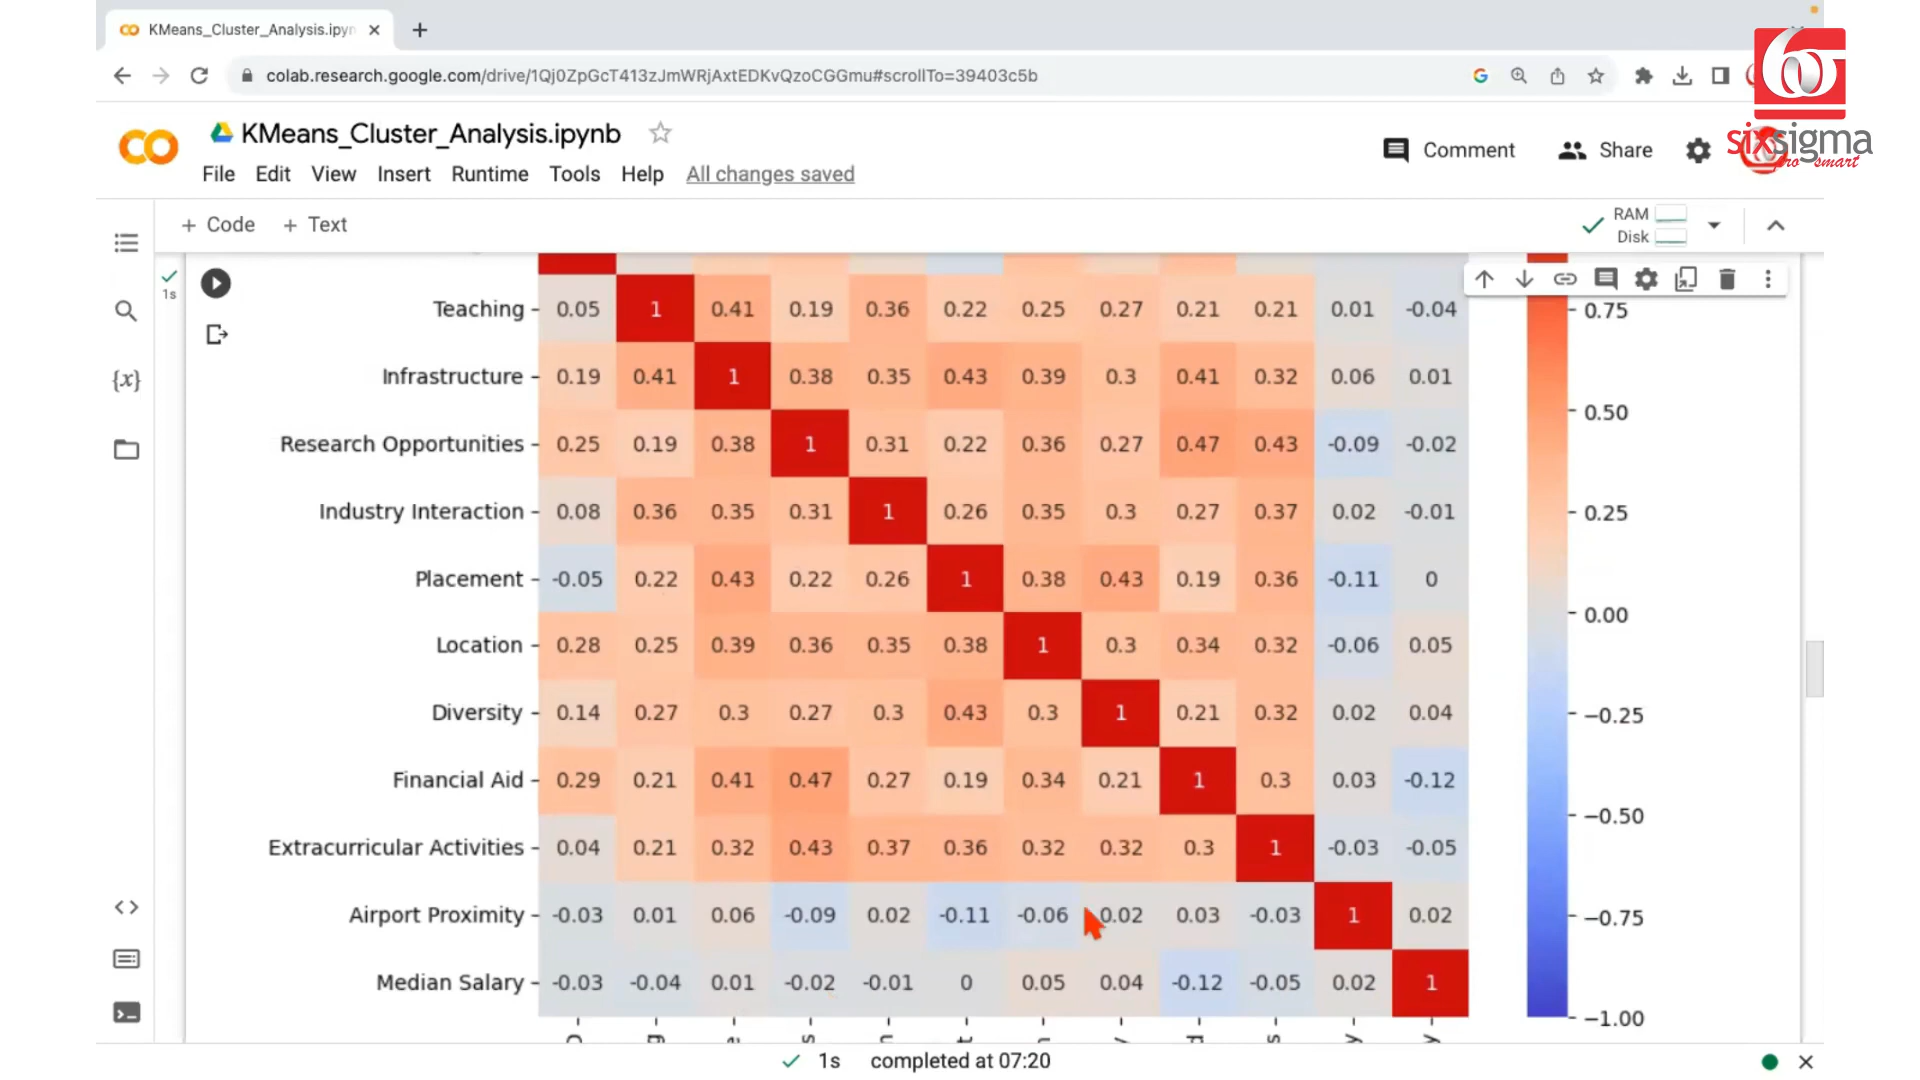 KMeans_Cluster_Analysis.ipyn
colab.research.google.com/drive/1Qj0ZpGcT413zJmWRjAxtEDKvQzoCGGmu#scrollTo=39403c5b
KMeans_Cluster_Analysis.ipynb
Comment
Share
sixsigma
pro smart
File Edit View Insert Runtime Tools Help All changes saved
+ Code + Text
RAM
Disk
1s
Teaching 0.05 1 0.41 0.19 0.36 0.22 0.25 0.27 0.21 0.21 0.01 -0.04
Infrastructure 0.19 0.41 1 0.38 0.35 0.43 0.39 0.3 0.41 0.32 0.06 0.01
Research Opportunities 0.25 0.19 0.38 1 0.31 0.22 0.36 0.27 0.47 0.43 -0.09 -0.02
Industry Interaction 0.08 0.36 0.35 0.31 1 0.26 0.35 0.3 0.27 0.37 0.02 -0.01
Placement -0.05 0.22 0.43 0.22 0.26 1 0.38 0.43 0.19 0.36 -0.11 0
Location 0.28 0.25 0.39 0.36 0.35 0.38 1 0.3 0.34 0.32 -0.06 0.05
Diversity 0.14 0.27 0.3 0.27 0.3 0.43 0.3 1 0.21 0.32 0.02 0.04
Financial Aid 0.29 0.21 0.41 0.47 0.27 0.19 0.34 0.21 1 0.3 0.03 -0.12
Extracurricular Activities 0.04 0.21 0.32 0.43 0.37 0.36 0.32 0.32 0.3 1 -0.03 -0.05
Airport Proximity -0.03 0.01 0.06 -0.09 0.02 -0.11 -0.06 0.02 0.03 -0.03 1 0.02
Median Salary -0.03 -0.04 0.01 -0.02 -0.01 0 0.05 0.04 -0.12 -0.05 0.02 1
0.75
0.50
0.25
0.00
−0.25
−0.50
−0.75
−1.00
1s completed at 07:20